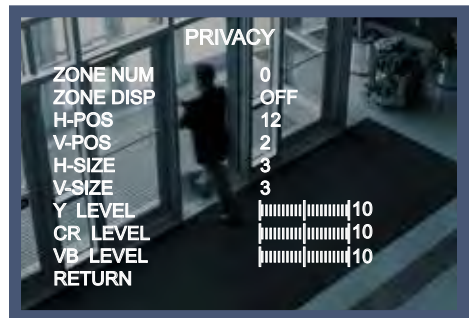 PRIVACY
ZONE NUM 0
ZONE DISP OFF
H-POS 12
V-POS 2
H-SIZE 3
V-SIZE 3
Y LEVEL 10
CR LEVEL 10
VB LEVEL 10
RETURN